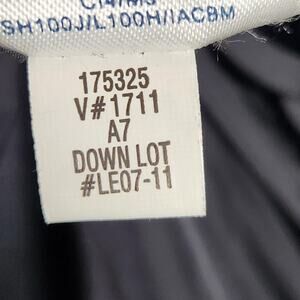 SH100J/L100H/IACBM
175325
V#1711
A7
DOWN LOT
#LE07-11